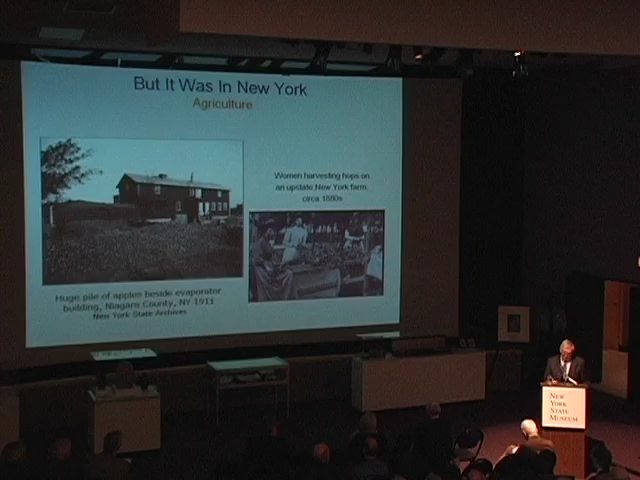 But It Was In New York
Agriculture
Women harvesting hops on
an upstate New York farm,
circa 1880s
Huge pile of apples beside evaporator
building, Niagara County, NY 1911
New York State Archives
NEW
YORK
STATE
MUSEUM